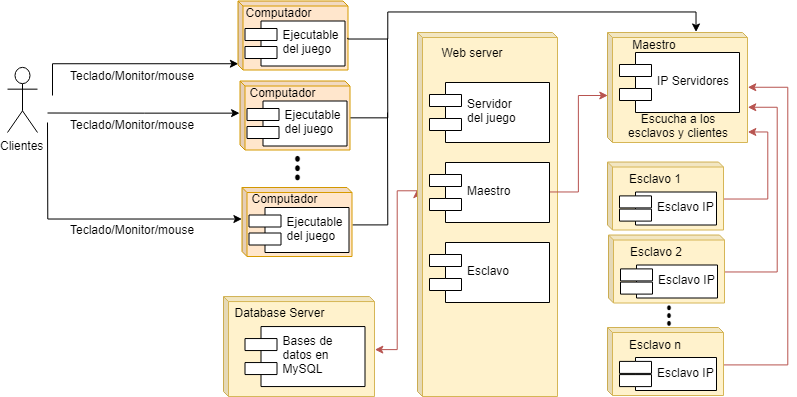 Clientes
Teclado/Monitor/mouse
Teclado/Monitor/mouse
Teclado/Monitor/mouse
Computador
Ejecutable
del juego
Computador
Ejecutable
del juego
Computador
Ejecutable
del juego
Database Server
Bases de
datos en
MySQL
Web server
Servidor
del juego
Maestro
Esclavo
Maestro
IP Servidores
Escucha a los
esclavos y clientes
Esclavo 1
Esclavo IP
Esclavo 2
Esclavo IP
Esclavo n
Esclavo IP